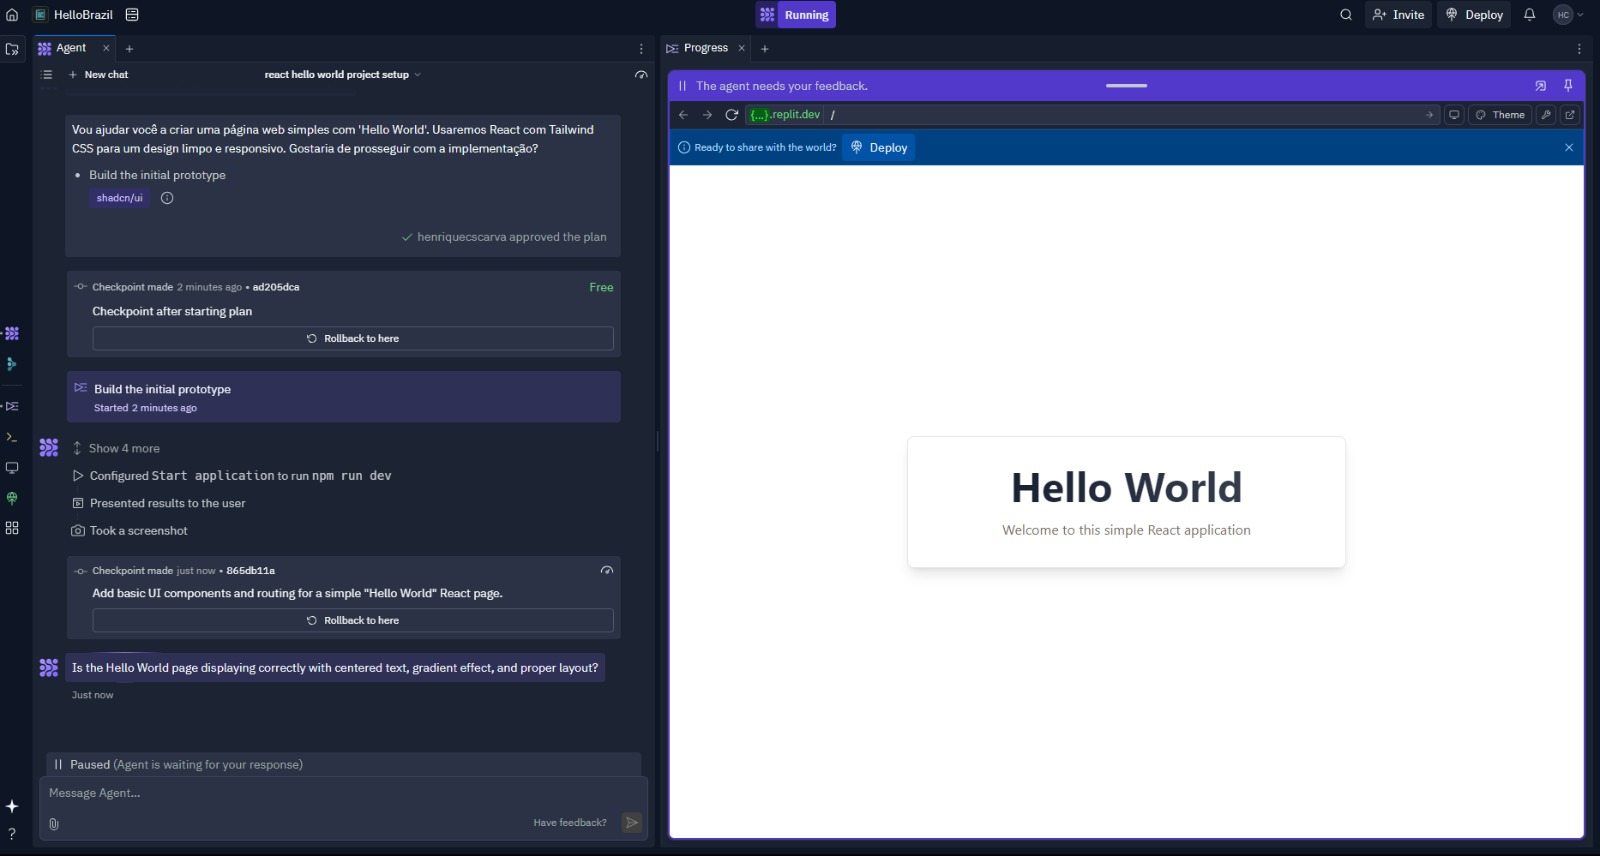 HelloBrazil
Running
Invite
Deploy
HC
Agent
New chat
react hello world project setup
Vou ajudar você a criar uma página web simples com 'Hello World'. Usaremos React com Tailwind
CSS para um design limpo e responsivo. Gostaria de prosseguir com a implementação?
• Build the initial prototype
shadcn/ui
henriquecscarva approved the plan
Checkpoint made 2 minutes ago • ad205dca
Free
Checkpoint after starting plan
Rollback to here
Build the initial prototype
Started 2 minutes ago
Show 4 more
Configured Start application to run npm run dev
Presented results to the user
Took a screenshot
Checkpoint made just now • 865db11a
Add basic UI components and routing for a simple "Hello World" React page.
Rollback to here
Is the Hello World page displaying correctly with centered text, gradient effect, and proper layout?
Just now
Paused (Agent is waiting for your response)
Message Agent...
Have feedback?
Progress
The agent needs your feedback.
{...}.replit.dev /
Theme
Ready to share with the world?
Deploy
Hello World
Welcome to this simple React application